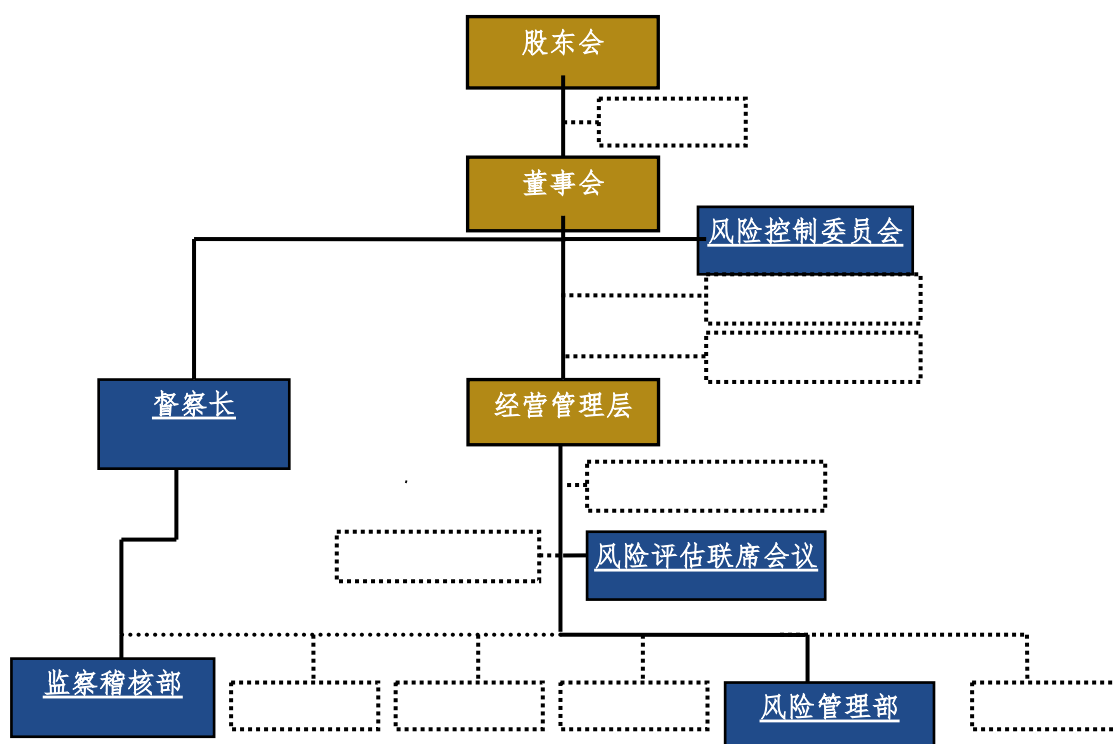 股东会
董事会
风险控制委员会
督察长
经营管理层
风险评估联席会议
监察稽核部
风险管理部